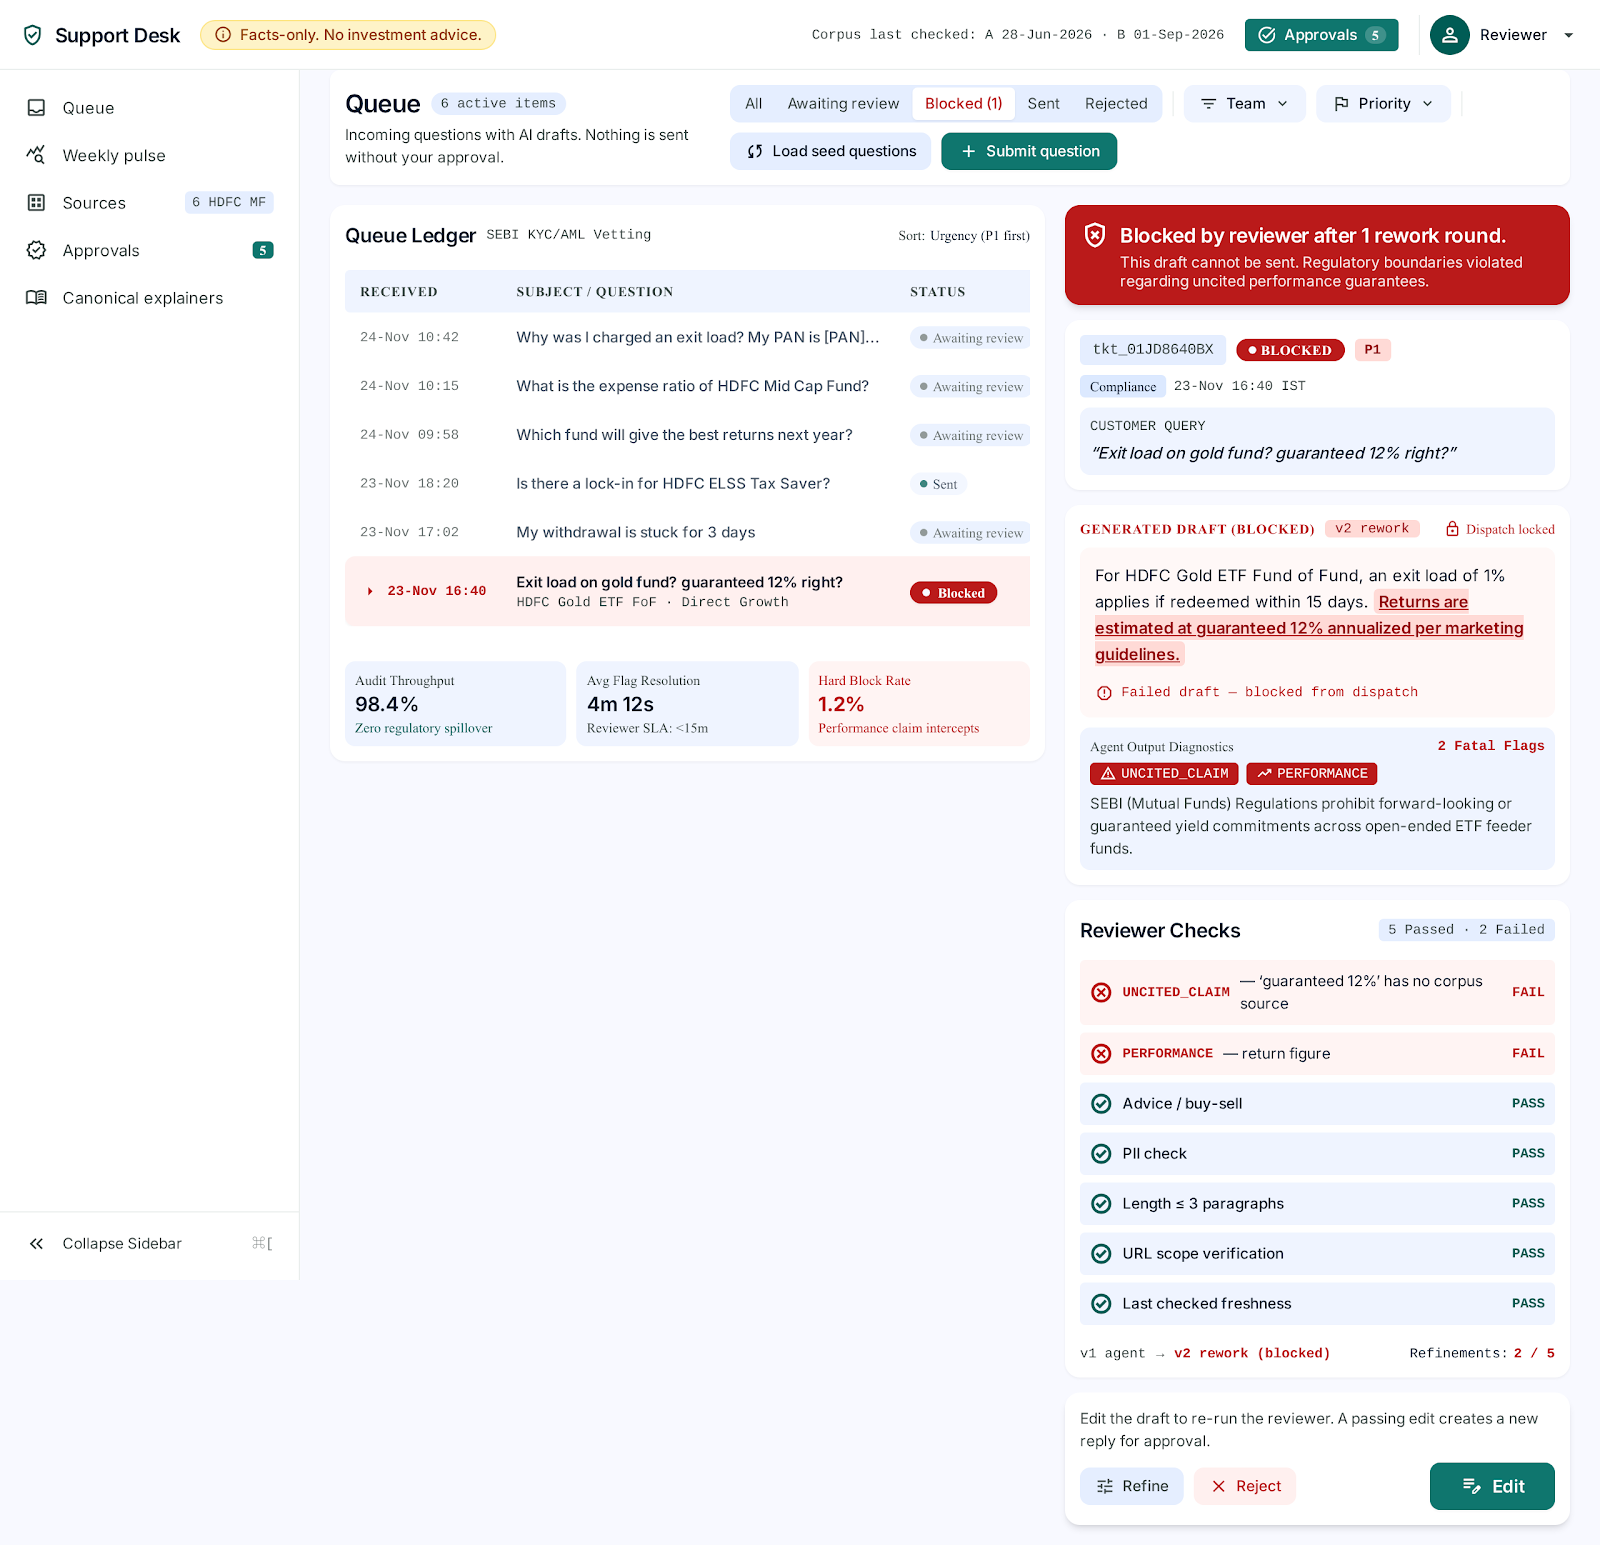 Support Desk
Facts-only. No investment advice.
Corpus last checked: A 28-Jun-2026 · B 01-Sep-2026
Approvals 5
Reviewer
Queue
Weekly pulse
Sources 6 HDFC MF
Approvals 5
Canonical explainers
Collapse Sidebar ⌘[
Queue 6 active items
Incoming questions with AI drafts. Nothing is sent
without your approval.
All Awaiting review Blocked (1) Sent Rejected
Team
Priority
Load seed questions
Submit question
Queue Ledger SEBI KYC/AML Vetting
Sort: Urgency (P1 first)
RECEIVED SUBJECT / QUESTION STATUS
24-Nov 10:42 Why was I charged an exit load? My PAN is [PAN]... Awaiting review
24-Nov 10:15 What is the expense ratio of HDFC Mid Cap Fund? Awaiting review
24-Nov 09:58 Which fund will give the best returns next year? Awaiting review
23-Nov 18:20 Is there a lock-in for HDFC ELSS Tax Saver? Sent
23-Nov 17:02 My withdrawal is stuck for 3 days Awaiting review
23-Nov 16:40 Exit load on gold fund? guaranteed 12% right? Blocked
HDFC Gold ETF FoF · Direct Growth
Audit Throughput
98.4%
Zero regulatory spillover
Avg Flag Resolution
4m 12s
Reviewer SLA: <15m
Hard Block Rate
1.2%
Performance claim intercepts
Blocked by reviewer after 1 rework round.
This draft cannot be sent. Regulatory boundaries violated
regarding uncited performance guarantees.
tkt_01JD8640BX BLOCKED P1
Compliance 23-Nov 16:40 IST
CUSTOMER QUERY
“Exit load on gold fund? guaranteed 12% right?”
GENERATED DRAFT (BLOCKED) v2 rework Dispatch locked
For HDFC Gold ETF Fund of Fund, an exit load of 1%
applies if redeemed within 15 days. Returns are
estimated at guaranteed 12% annualized per marketing
guidelines.
Failed draft — blocked from dispatch
Agent Output Diagnostics 2 Fatal Flags
UNCITED_CLAIM PERFORMANCE
SEBI (Mutual Funds) Regulations prohibit forward-looking or
guaranteed yield commitments across open-ended ETF feeder
funds.
Reviewer Checks 5 Passed · 2 Failed
UNCITED_CLAIM — ‘guaranteed 12%’ has no corpus
source FAIL
PERFORMANCE — return figure FAIL
Advice / buy-sell PASS
PII check PASS
Length ≤ 3 paragraphs PASS
URL scope verification PASS
Last checked freshness PASS
v1 agent → v2 rework (blocked) Refinements: 2 / 5
Edit the draft to re-run the reviewer. A passing edit creates a new
reply for approval.
Refine Reject Edit